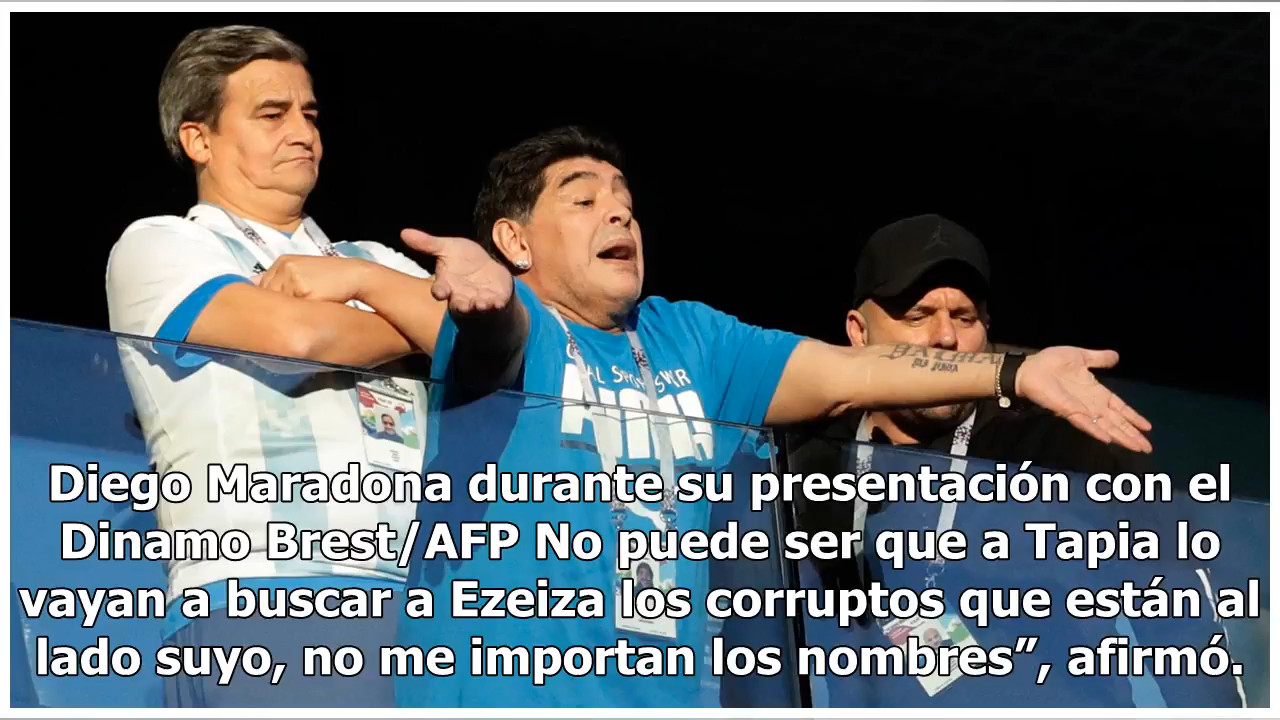 Diego Maradona durante su presentación con el
Dinamo Brest/AFP No puede ser que a Tapia lo
vayan a buscar a Ezeiza los corruptos que están al
lado suyo, no me importan los nombres”, afirmó.